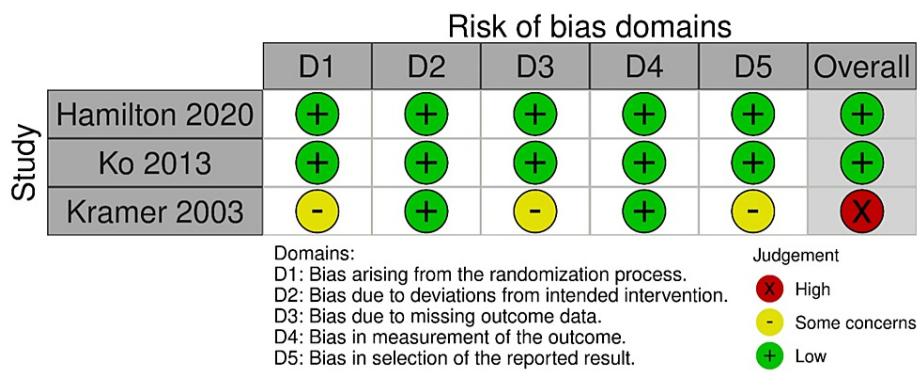 Risk of bias domains
D1 D2 D3 D4 D5 Overall
Study
Hamilton 2020 + + + + + +
Ko 2013 + + + + + +
Kramer 2003 - + - + - X
Domains:
D1: Bias arising from the randomization process.
D2: Bias due to deviations from intended intervention.
D3: Bias due to missing outcome data.
D4: Bias in measurement of the outcome.
D5: Bias in selection of the reported result.
Judgement
X High
- Some concerns
+ Low